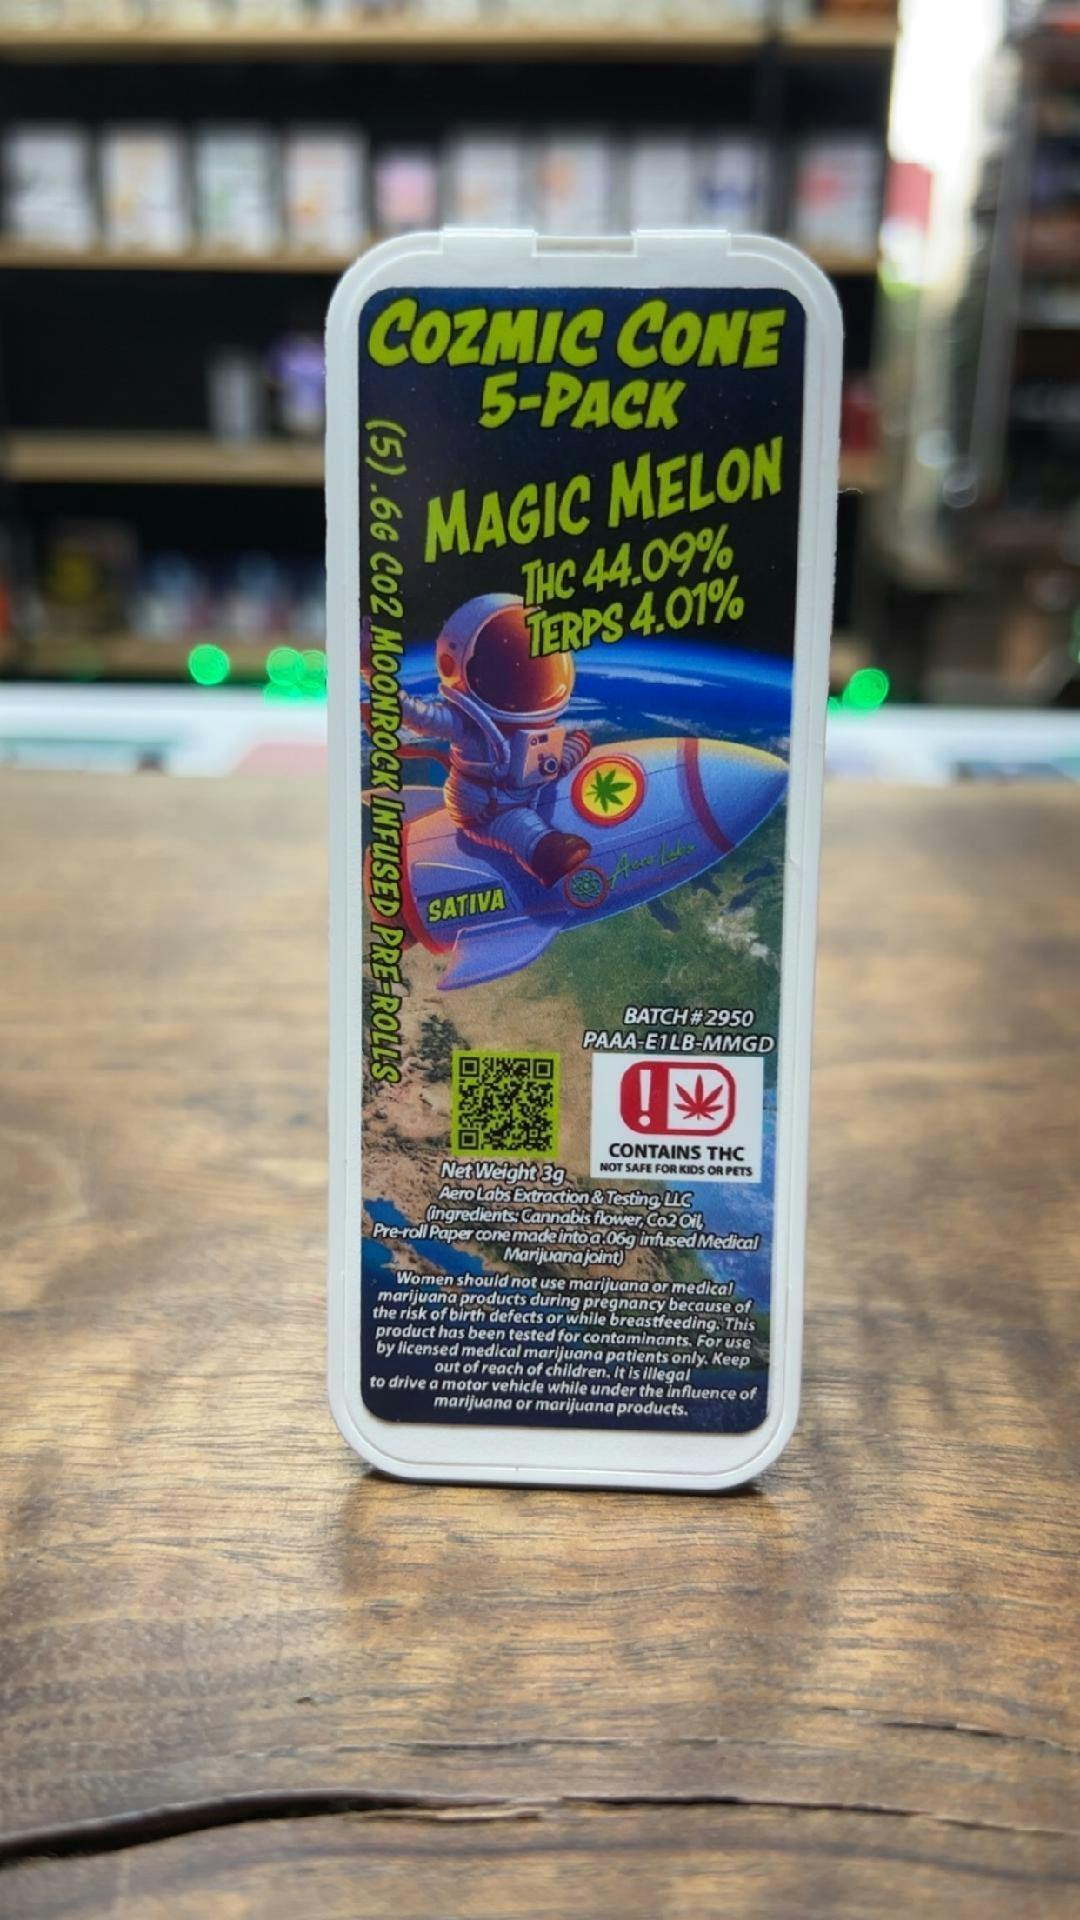 COZMIC CONE
5-PACK
MAGIC MELON
THC 44.09%
TERPS 4.01%
(5) .6G CO2 MOONROCK INFUSED PRE-ROLLS
Aero Labs
SATIVA
BATCH # 2950
PAAA-E1LB-MMGD
CONTAINS THC
NOT SAFE FOR KIDS OR PETS
Net Weight 3g
Aero Labs Extraction & Testing, LLC
(Ingredients: Cannabis flower, Co2 Oil,
Pre-roll Paper cone made into a .06g infused Medical
Marijuana joint)
Women should not use marijuana or medical
marijuana products during pregnancy because of
the risk of birth defects or while breastfeeding. This
product has been tested for contaminants. For use
by licensed medical marijuana patients only. Keep
out of reach of children. It is illegal
to drive a motor vehicle while under the influence of
marijuana or marijuana products.